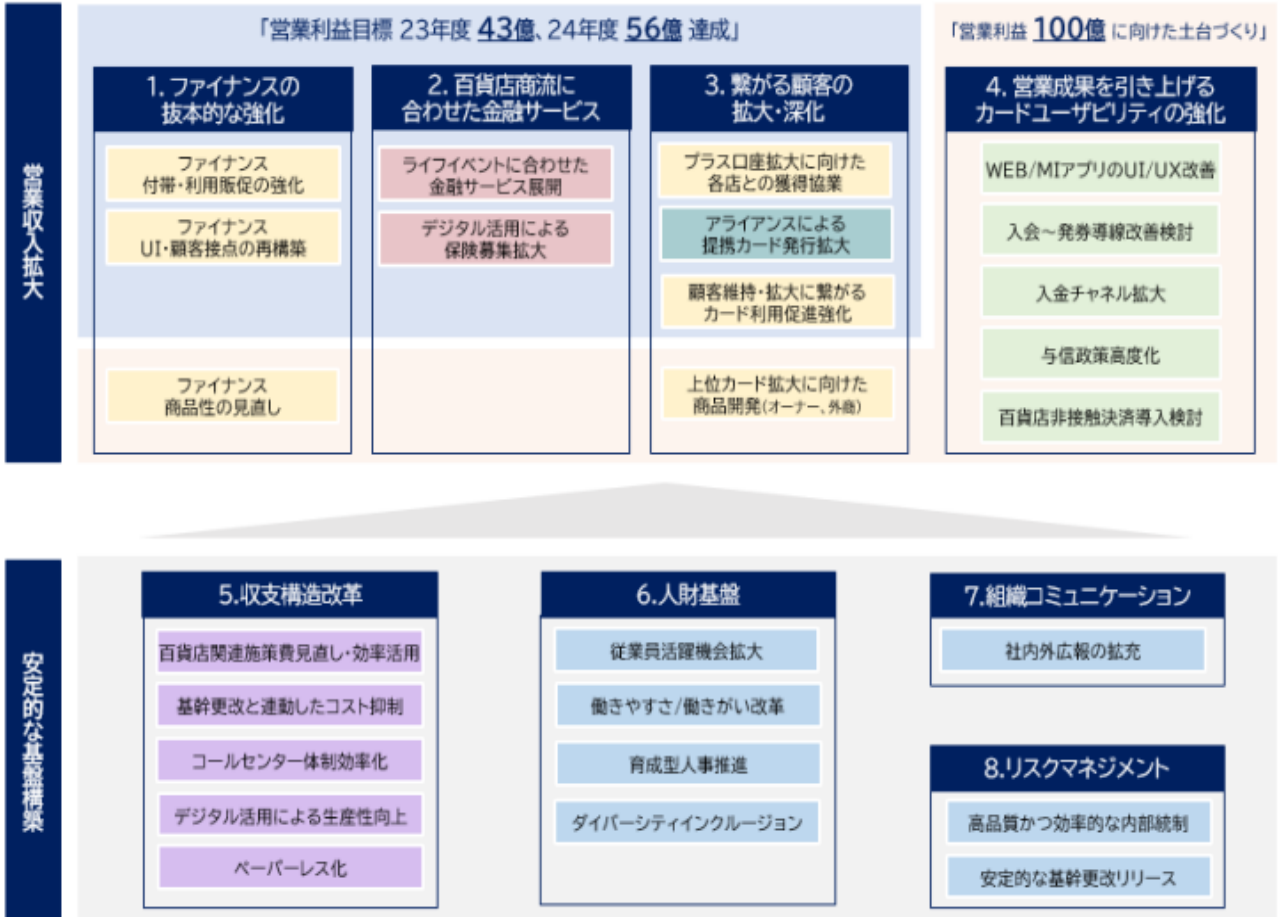 「営業利益目標 23年度 43億、24年度 56億 達成」
「営業利益 100億 に向けた土台づくり」
営業収入拡大
1. ファイナンスの
抜本的な強化
ファイナンス
付帯・利用販促の強化
ファイナンス
UI・顧客接点の再構築
ファイナンス
商品性の見直し
2. 百貨店商流に
合わせた金融サービス
ライフイベントに合わせた
金融サービス展開
デジタル活用による
保険募集拡大
3. 繋がる顧客の
拡大・深化
プラス口座拡大に向けた
各店との獲得協業
アライアンスによる
提携カード発行拡大
顧客維持・拡大に繋がる
カード利用促進強化
上位カード拡大に向けた
商品開発(オーナー、外商)
4. 営業成果を引き上げる
カードユーザビリティの強化
WEB/MIアプリのUI/UX改善
入会～発券導線改善検討
入金チャネル拡大
与信政策高度化
百貨店非接触決済導入検討
安定的な基盤構築
5.収支構造改革
百貨店関連施策費見直し・効率活用
基幹更改と連動したコスト抑制
コールセンター体制効率化
デジタル活用による生産性向上
ペーパーレス化
6.人財基盤
従業員活躍機会拡大
働きやすさ/働きがい改革
育成型人事推進
ダイバーシティインクルージョン
7.組織コミュニケーション
社内外広報の拡充
8.リスクマネジメント
高品質かつ効率的な内部統制
安定的な基幹更改リリース